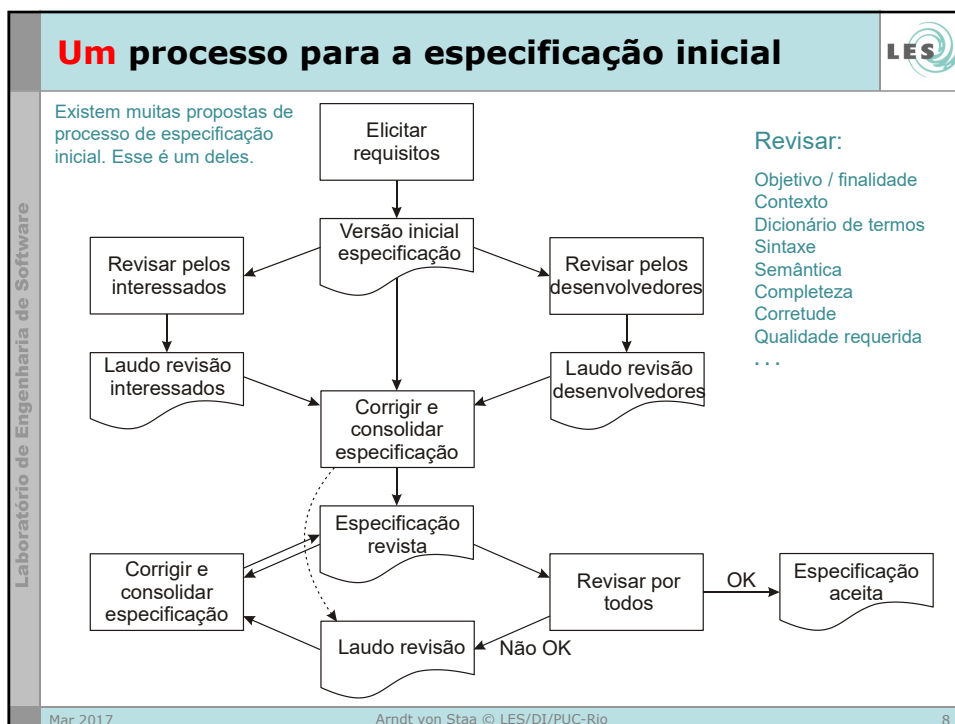 Um processo para a especificação inicial
LES
Existem muitas propostas de
processo de especificação
inicial. Esse é um deles.
Elicitar
requisitos
Revisar:
Objetivo / finalidade
Contexto
Dicionário de termos
Sintaxe
Semântica
Completeza
Corretude
Qualidade requerida
. . .
Versão inicial
especificação
Revisar pelos
interessados
Revisar pelos
desenvolvedores
Laudo revisão
interessados
Laudo revisão
desenvolvedores
Corrigir e
consolidar
especificação
Especificação
revista
Corrigir e
consolidar
especificação
Revisar por
todos
OK
Especificação
aceita
Laudo revisão
Não OK
Laboratório de Engenharia de Software
Mar 2017
Arndt von Staa © LES/DI/PUC-Rio
8